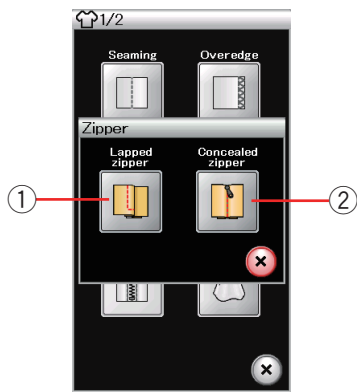 1/2
Seaming Overedge
Zipper
Lapped zipper
Concealed zipper
1
2